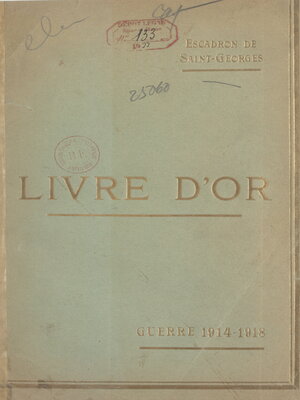 N° 133
ESCADRON DE
SAINT-GEORGES
25060
LIVRE D'OR
GUERRE 1914-1918